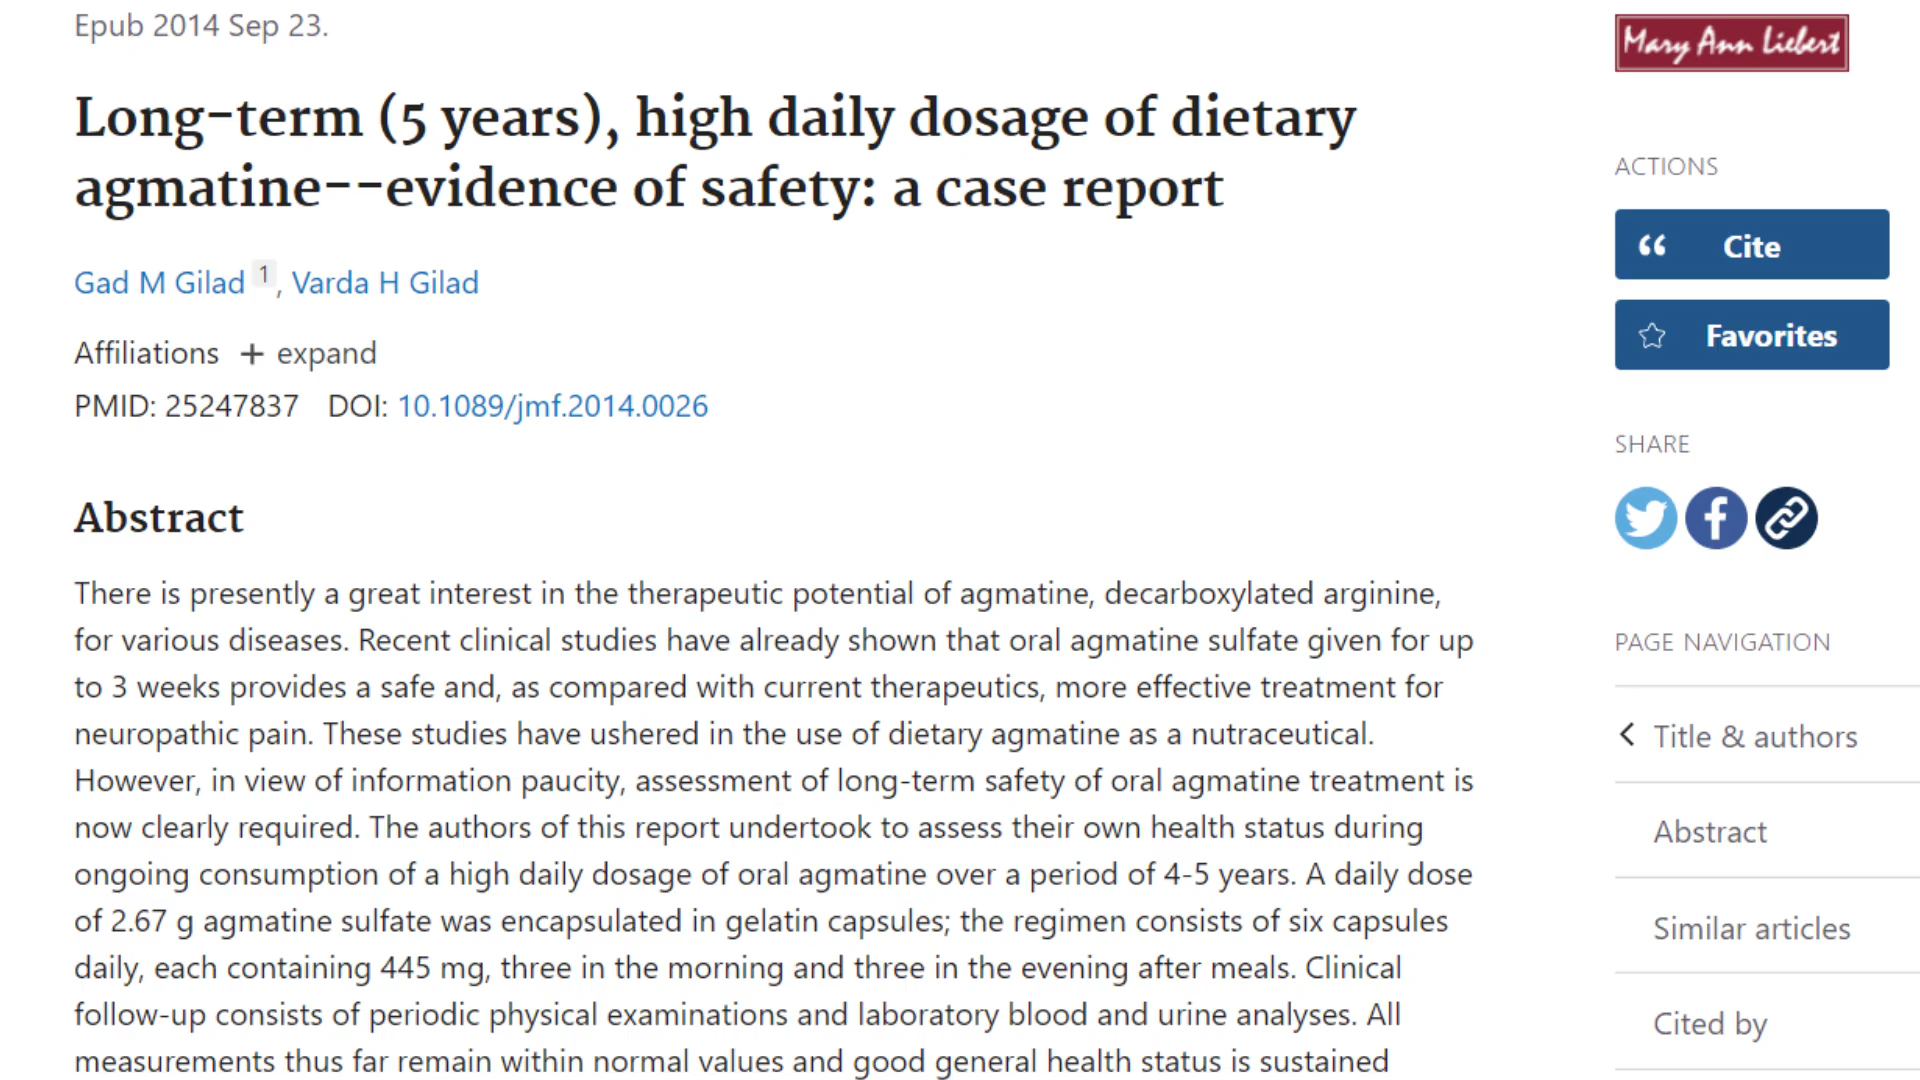 Epub 2014 Sep 23.
Long-term (5 years), high daily dosage of dietary
agmatine--evidence of safety: a case report
Gad M Gilad 1, Varda H Gilad
Affiliations + expand
PMID: 25247837 DOI: 10.1089/jmf.2014.0026
Abstract
There is presently a great interest in the therapeutic potential of agmatine, decarboxylated arginine,
for various diseases. Recent clinical studies have already shown that oral agmatine sulfate given for up
to 3 weeks provides a safe and, as compared with current therapeutics, more effective treatment for
neuropathic pain. These studies have ushered in the use of dietary agmatine as a nutraceutical.
However, in view of information paucity, assessment of long-term safety of oral agmatine treatment is
now clearly required. The authors of this report undertook to assess their own health status during
ongoing consumption of a high daily dosage of oral agmatine over a period of 4-5 years. A daily dose
of 2.67 g agmatine sulfate was encapsulated in gelatin capsules; the regimen consists of six capsules
daily, each containing 445 mg, three in the morning and three in the evening after meals. Clinical
follow-up consists of periodic physical examinations and laboratory blood and urine analyses. All
measurements thus far remain within normal values and good general health status is sustained
Mary Ann Liebert
ACTIONS
Cite
Favorites
SHARE
PAGE NAVIGATION
Title & authors
Abstract
Similar articles
Cited by